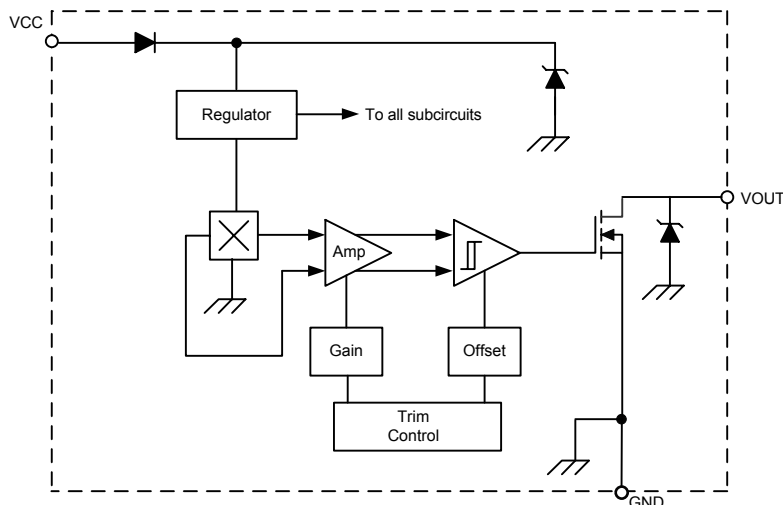 VCC
Regulator
To all subcircuits
VOUT
Amp
Gain
Offset
Trim
Control
GND